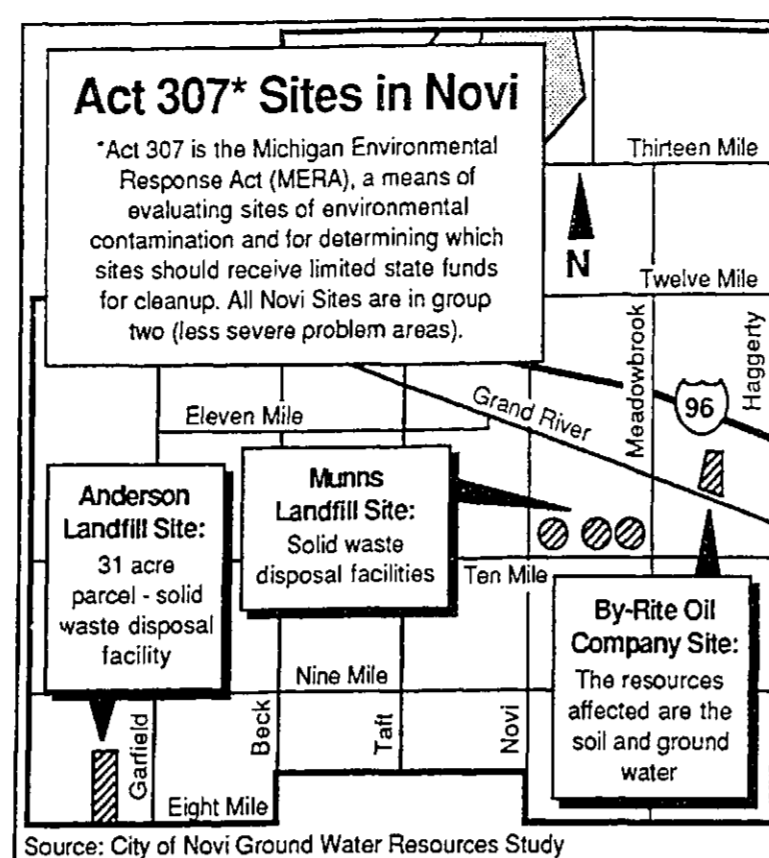 Act 307* Sites in Novi
*Act 307 is the Michigan Environmental
Response Act (MERA), a means of
evaluating sites of environmental
contamination and for determining which
sites should receive limited state funds
for cleanup. All Novi Sites are in group
two (less severe problem areas).
Thirteen Mile
N
Twelve Mile
Meadowbrook
Haggerty
96
Grand River
Eleven Mile
Anderson
Landfill Site:
31 acre
parcel - solid
waste disposal
facility
Munns
Landfill Site:
Solid waste
disposal facilities
Ten Mile
By-Rite Oil
Company Site:
The resources
affected are the
soil and ground
water
Nine Mile
Garfield
Beck
Taft
Novi
Eight Mile
Source: City of Novi Ground Water Resources Study